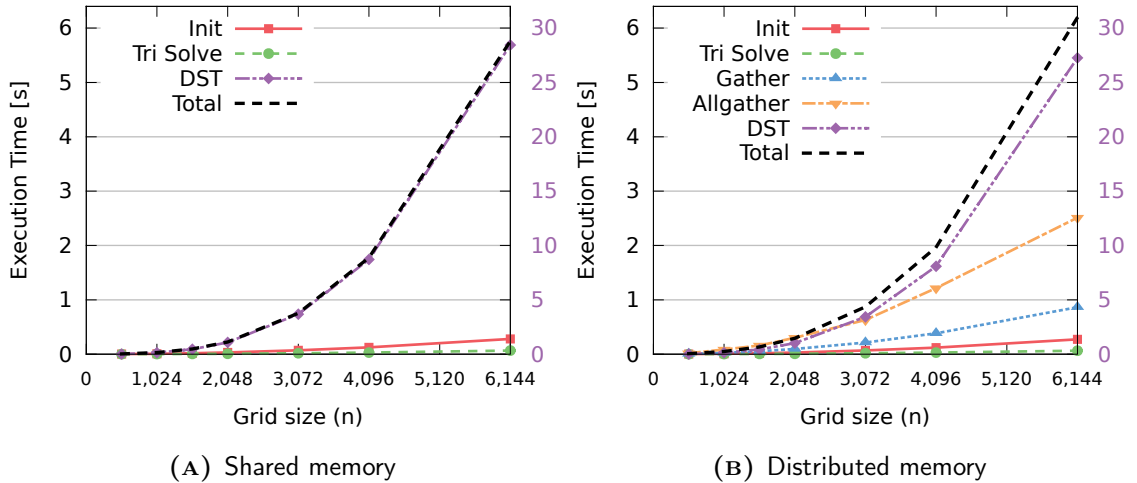 Execution Time [s]
6
5
4
3
2
1
0
Init
Tri Solve
DST
Total
30
25
20
15
10
5
0
0 1,024 2,048 3,072 4,096 5,120 6,144
Grid size (n)
(A) Shared memory
Execution Time [s]
6
5
4
3
2
1
0
Init
Tri Solve
Gather
Allgather
DST
Total
30
25
20
15
10
5
0
0 1,024 2,048 3,072 4,096 5,120 6,144
Grid size (n)
(B) Distributed memory